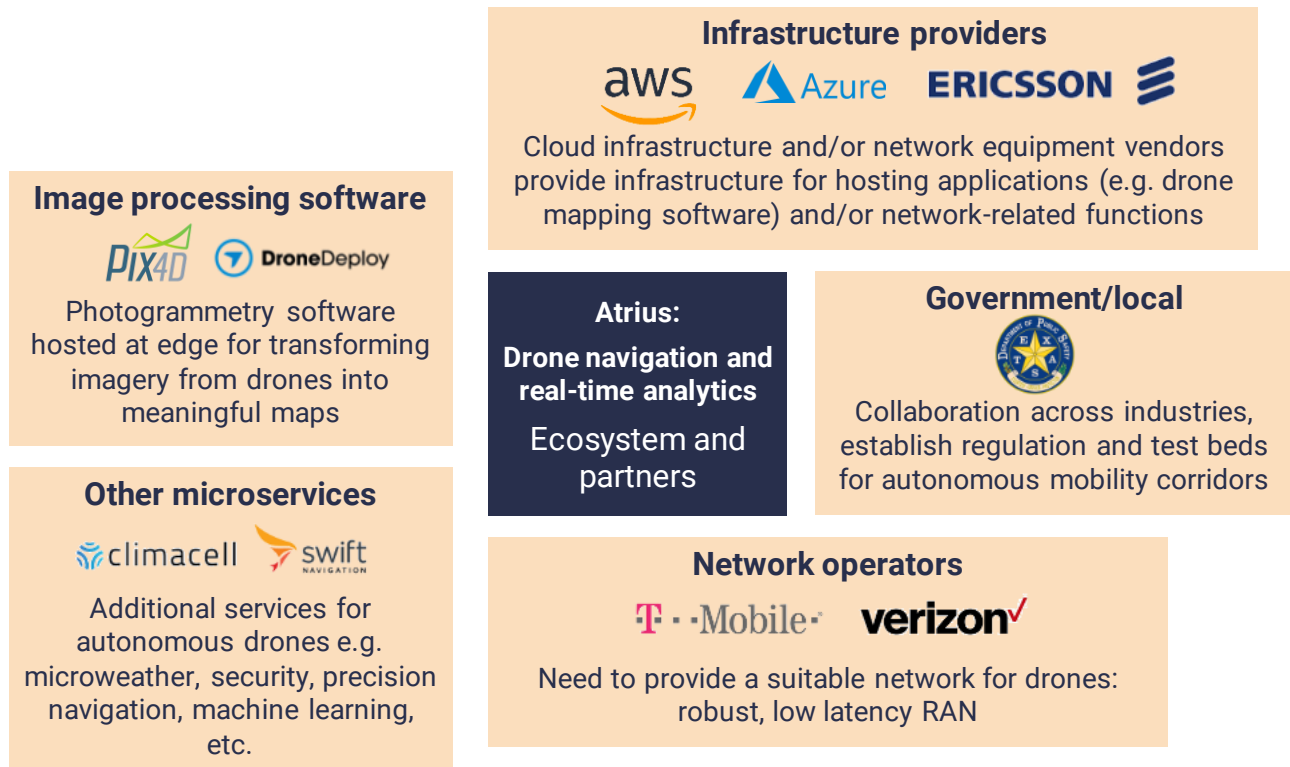 Infrastructure providers
aws
Azure
ERICSSON
Cloud infrastructure and/or network equipment vendors
provide infrastructure for hosting applications (e.g. drone
mapping software) and/or network-related functions
Image processing software
PIX4D
DroneDeploy
Photogrammetry software
hosted at edge for transforming
imagery from drones into
meaningful maps
Atrius:
Drone navigation and
real-time analytics
Ecosystem and
partners
Government/local
DEPARTMENT OF PUBLIC SAFETY
TEXAS
Collaboration across industries,
establish regulation and test beds
for autonomous mobility corridors
Other microservices
climacell
swift
NAVIGATION
Additional services for
autonomous drones e.g.
microweather, security, precision
navigation, machine learning,
etc.
Network operators
T··Mobile·
verizon
Need to provide a suitable network for drones:
robust, low latency RAN